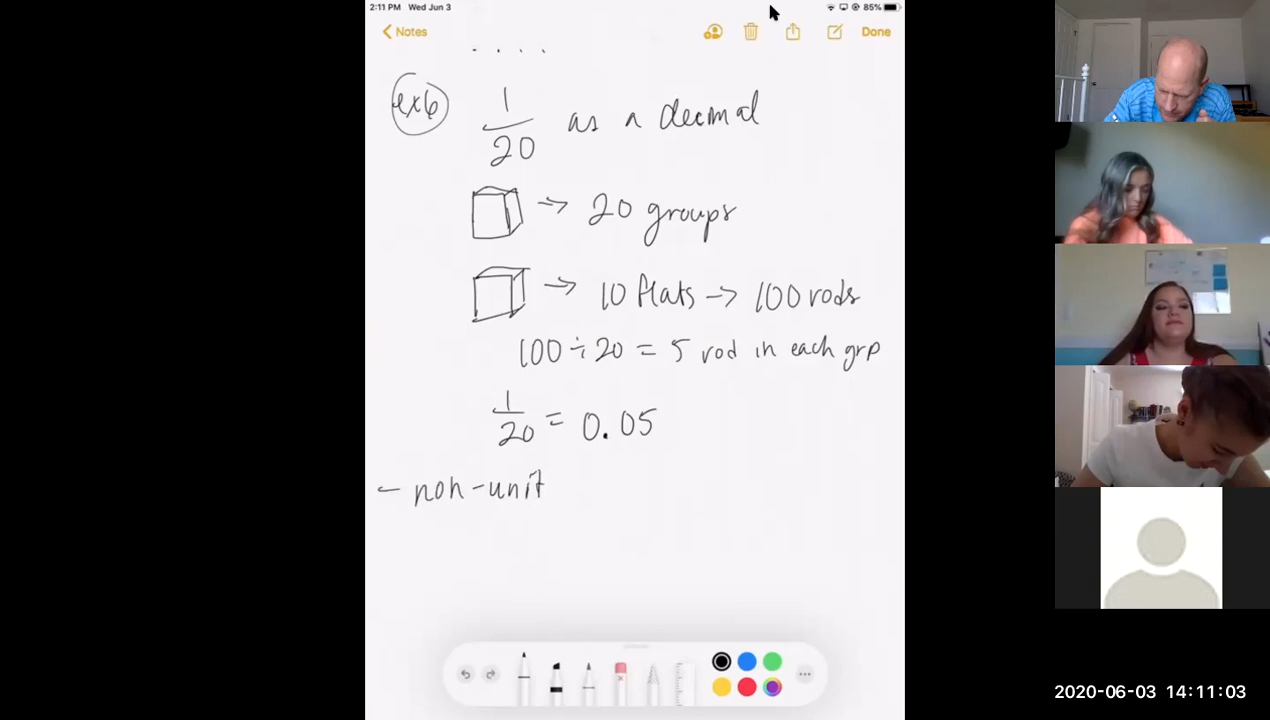 2:11 PM Wed Jun 3
85%
Notes
Done
ex6
1
20
as a decimal
→ 20 groups
→ 10 flats → 100 rods
100 ÷ 20 = 5 rod in each grp
1
20
= 0.05
- non-unit
2020-06-03 14:11:03